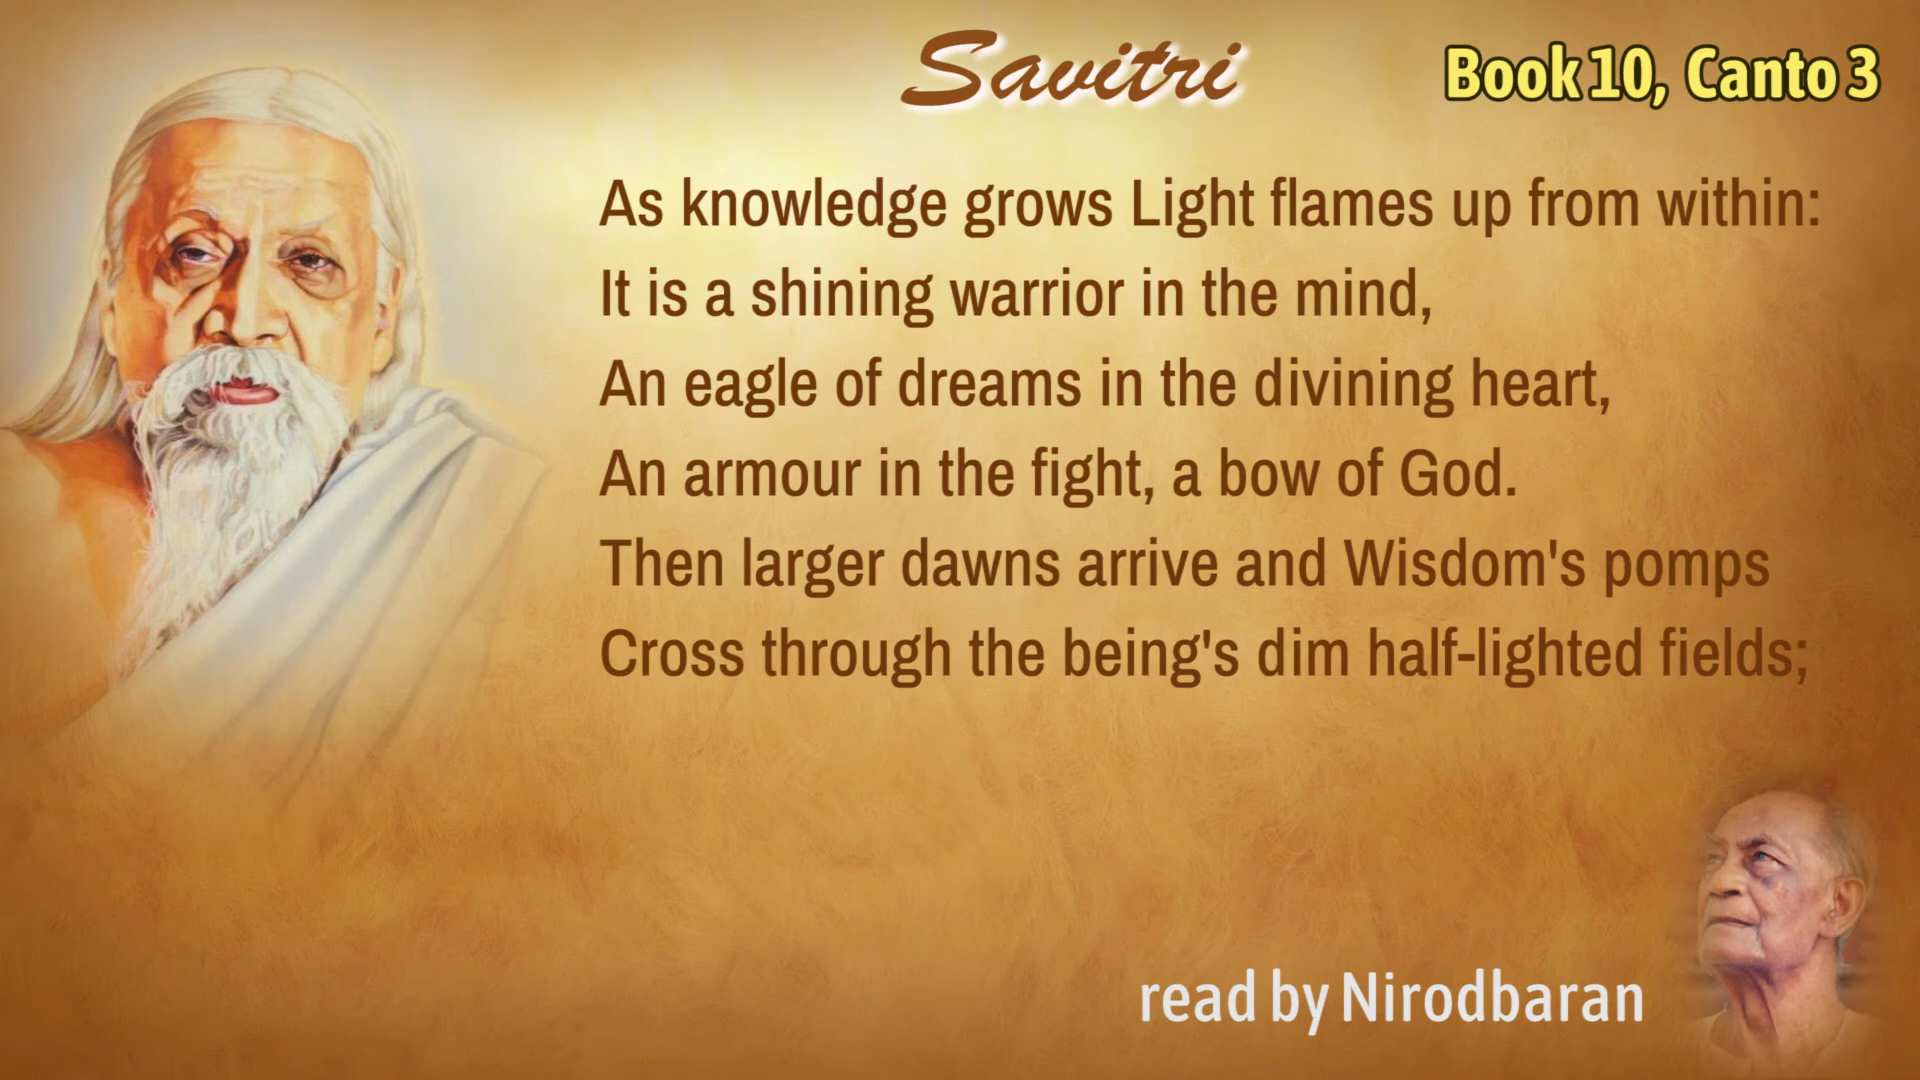 Savitri
Book 10, Canto 3
As knowledge grows Light flames up from within:
It is a shining warrior in the mind,
An eagle of dreams in the divining heart,
An armour in the fight, a bow of God.
Then larger dawns arrive and Wisdom's pomps
Cross through the being's dim half-lighted fields;
read by Nirodbaran